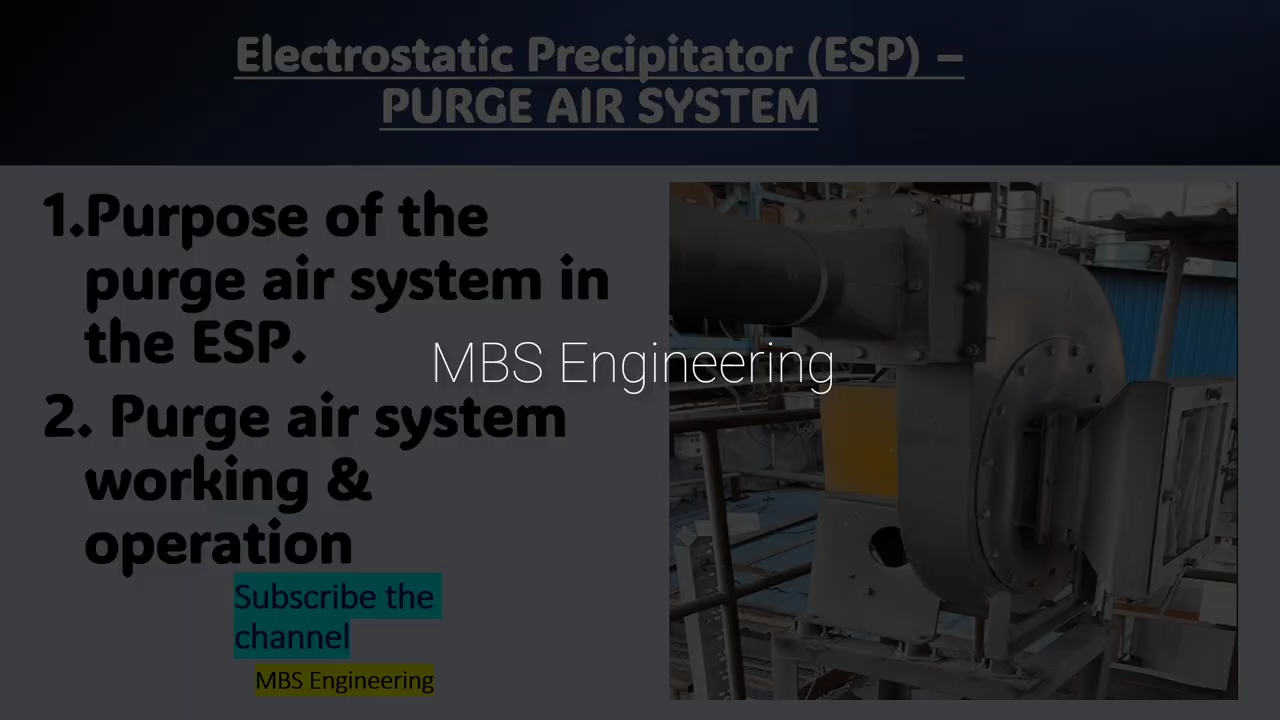 Electrostatic Precipitator (ESP) –
PURGE AIR SYSTEM
1.Purpose of the
purge air system in
the ESP.
MBS Engineering
2. Purge air system
working &
operation
Subscribe the
channel
MBS Engineering